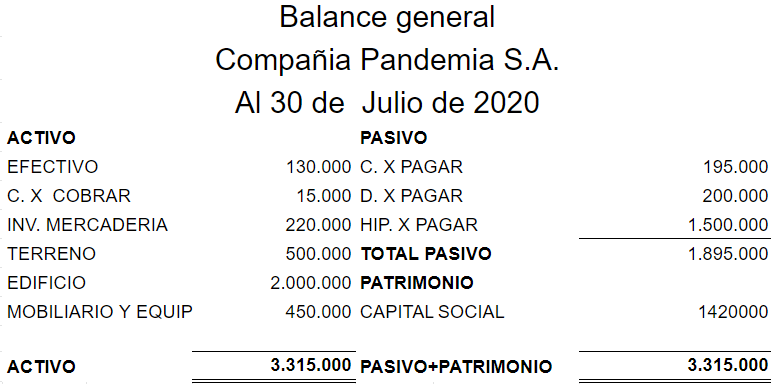 Balance general
Compañia Pandemia S.A.
Al 30 de Julio de 2020
ACTIVO PASIVO
EFECTIVO 130.000 C. X PAGAR 195.000
C. X COBRAR 15.000 D. X PAGAR 200.000
INV. MERCADERIA 220.000 HIP. X PAGAR 1.500.000
TERRENO 500.000 TOTAL PASIVO 1.895.000
EDIFICIO 2.000.000 PATRIMONIO
MOBILIARIO Y EQUIP 450.000 CAPITAL SOCIAL 1420000
ACTIVO 3.315.000 PASIVO+PATRIMONIO 3.315.000